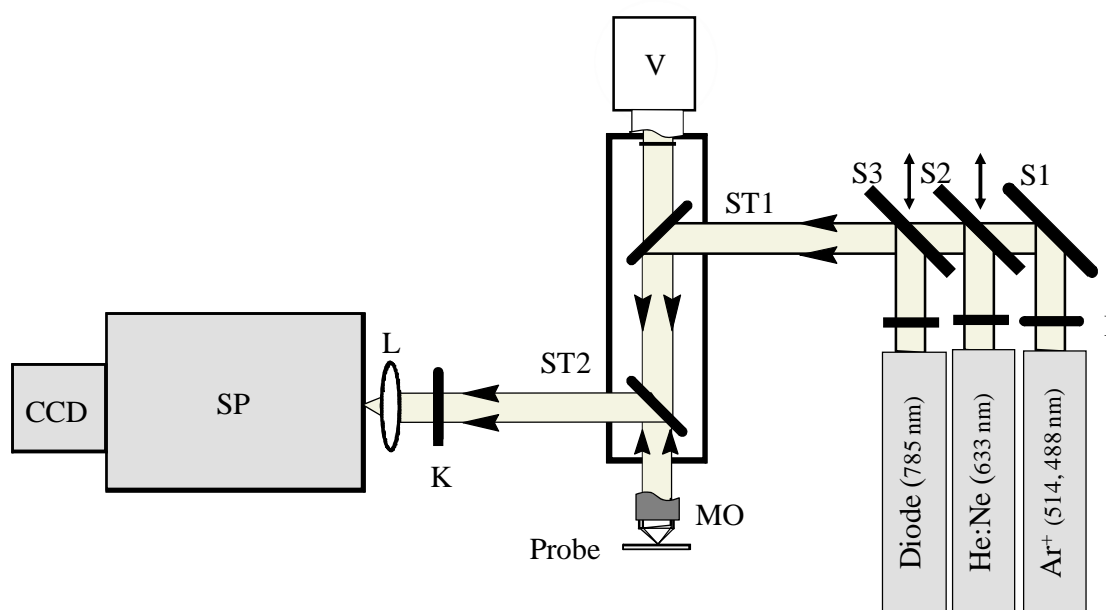 V
S3
S2
S1
ST1
L
ST2
CCD
SP
K
MO
Probe
Diode (785 nm)
He:Ne (633 nm)
Ar⁺ (514, 488 nm)